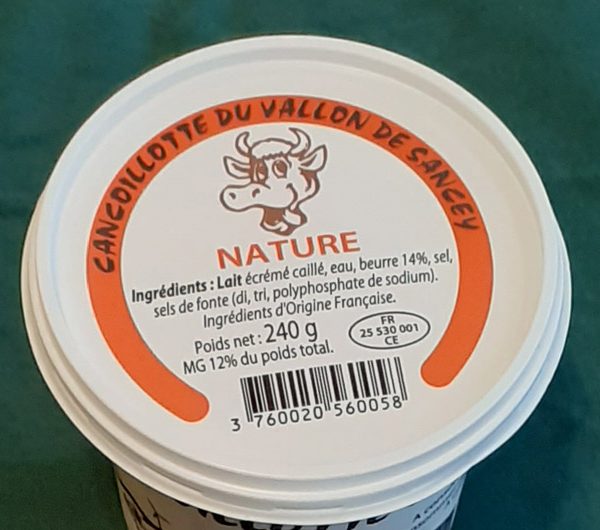 CANCOILLOTTE DU VALLON DE SANCEY
NATURE
Ingrédients : Lait écrémé caillé, eau, beurre 14%, sel,
sels de fonte (di, tri, polyphosphate de sodium).
Ingrédients d'Origine Française.
Poids net : 240 g
MG 12% du poids total.
FR
25 530 001
CE
3 760020 560058